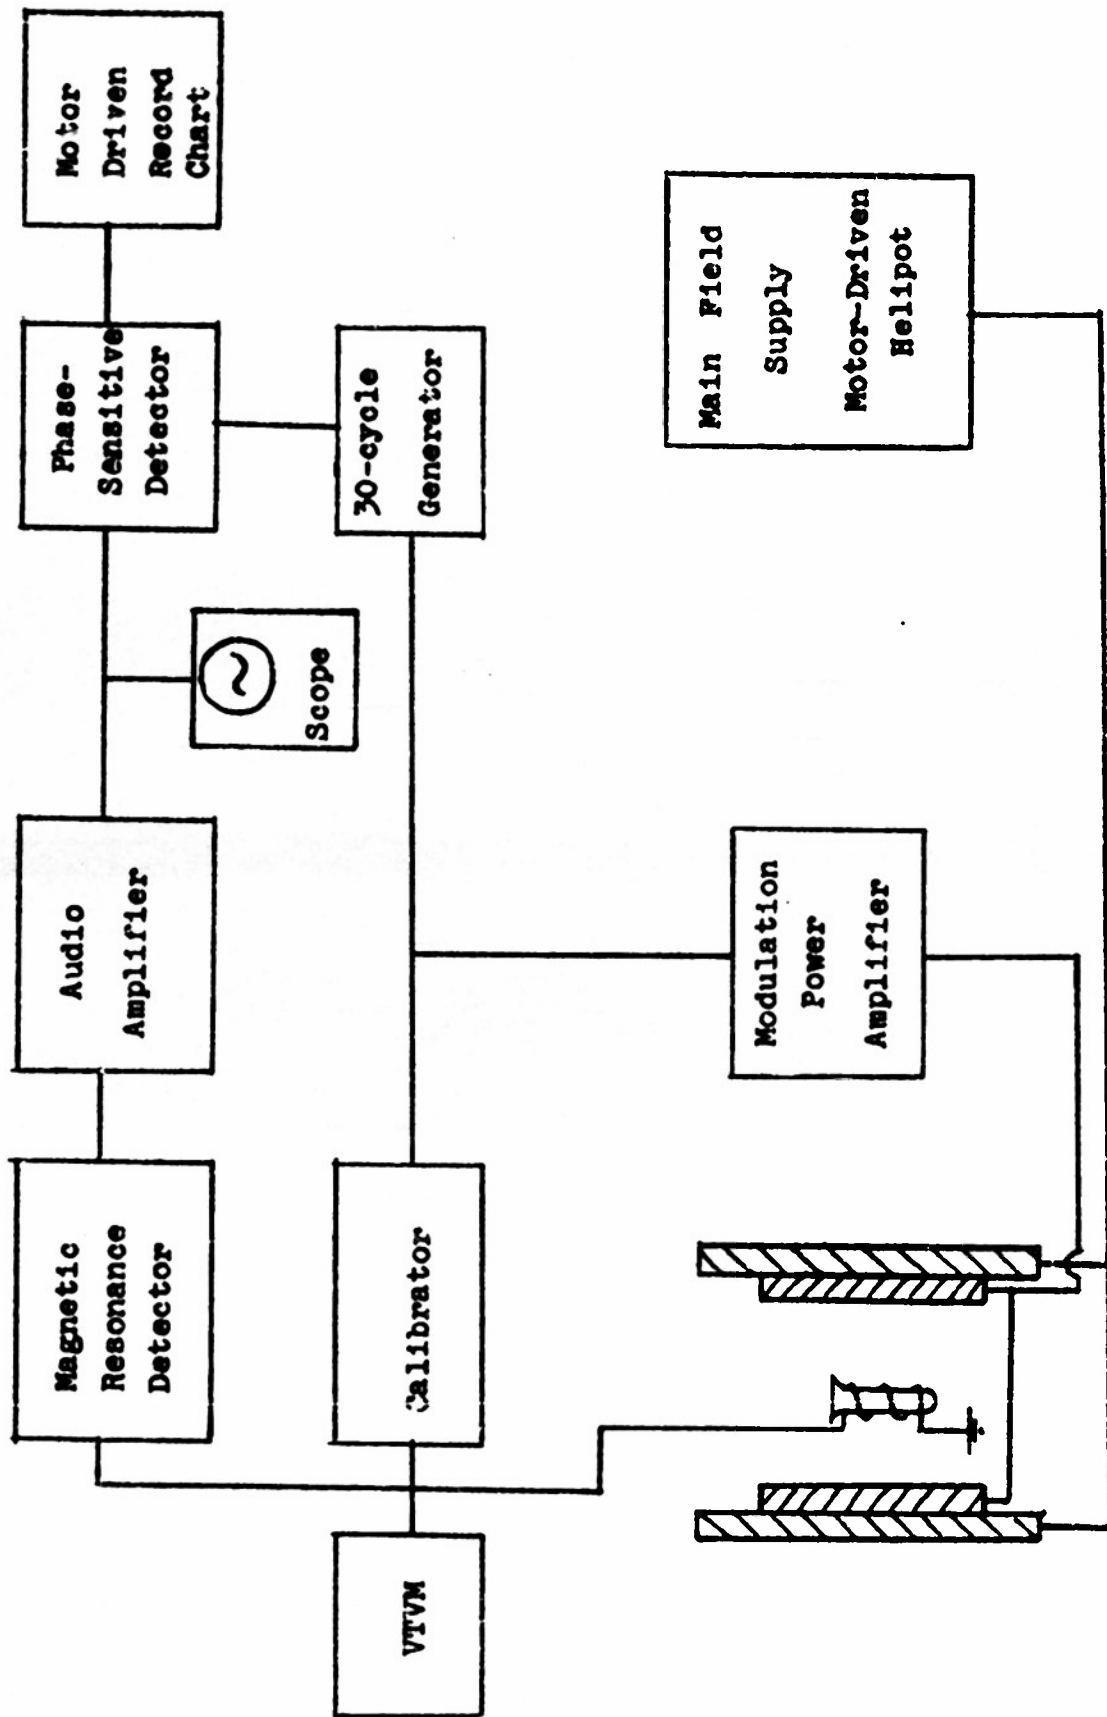 Magnetic
Resonance
Detector
Audio
Amplifier
Phase-
Sensitive
Detector
Motor
Driven
Record
Chart
Scope
VTVM
Calibrator
30-cycle
Generator
Modulation
Power
Amplifier
Main Field
Supply
Motor-Driven
Helipot